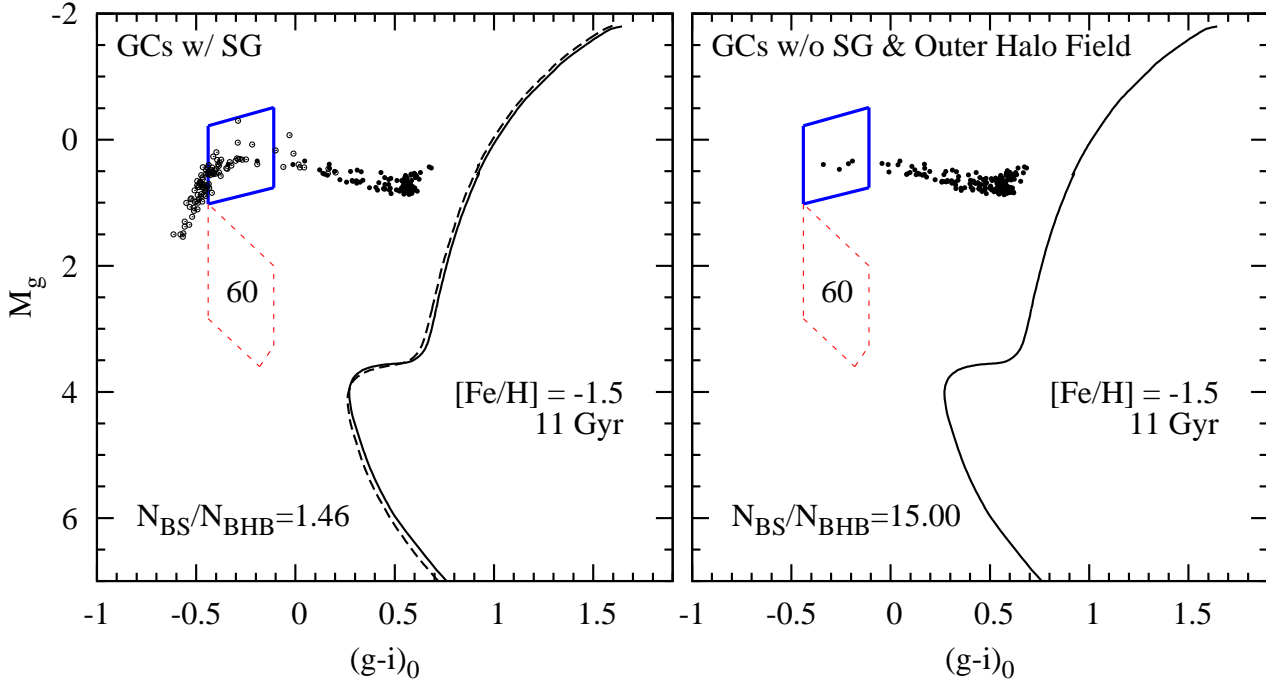 GCs w/ SG
GCs w/o SG & Outer Halo Field
-2
0
2
4
6
M_g
60
60
[Fe/H] = -1.5
11 Gyr
[Fe/H] = -1.5
11 Gyr
N_BS/N_BHB=1.46
N_BS/N_BHB=15.00
-1 -0.5 0 0.5 1 1.5
-1 -0.5 0 0.5 1 1.5
(g-i)_0
(g-i)_0